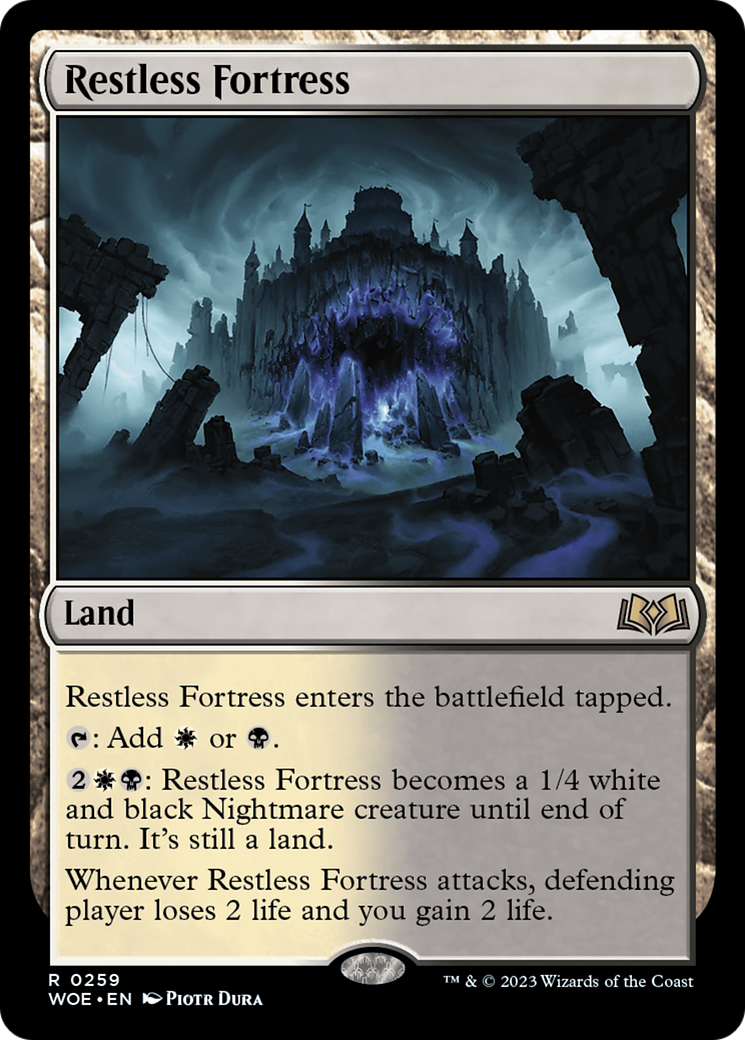 Restless Fortress
Land
Restless Fortress enters the battlefield tapped.
: Add or .
2: Restless Fortress becomes a 1/4 white
and black Nightmare creature until end of
turn. It's still a land.
Whenever Restless Fortress attacks, defending
player loses 2 life and you gain 2 life.
R 0259
WOE • EN Piotr Dura
™ & © 2023 Wizards of the Coast